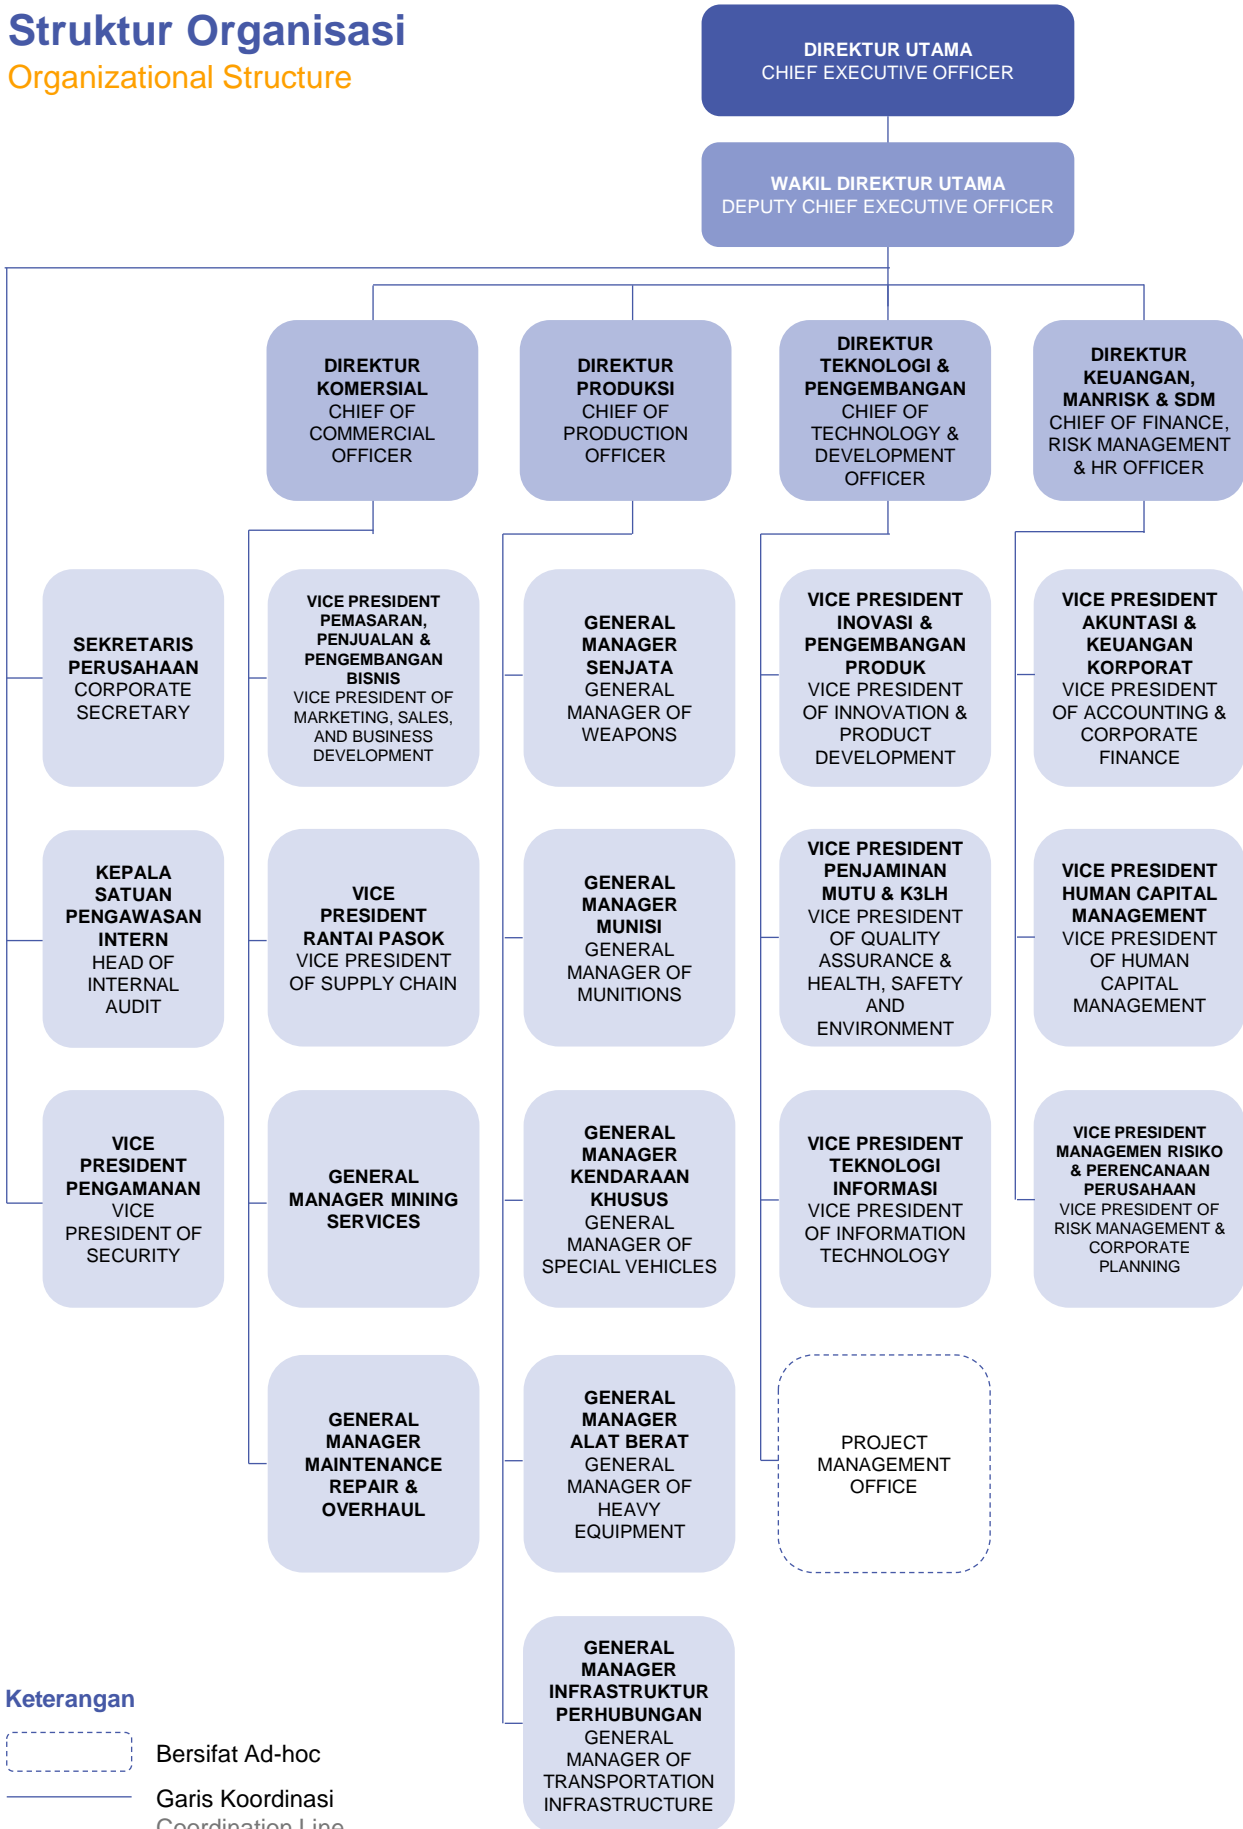 Struktur Organisasi
Organizational Structure
DIREKTUR UTAMA
CHIEF EXECUTIVE OFFICER
WAKIL DIREKTUR UTAMA
DEPUTY CHIEF EXECUTIVE OFFICER
DIREKTUR
KOMERSIAL
CHIEF OF
COMMERCIAL
OFFICER
DIREKTUR
PRODUKSI
CHIEF OF
PRODUCTION
OFFICER
DIREKTUR
TEKNOLOGI &
PENGEMBANGAN
CHIEF OF
TECHNOLOGY &
DEVELOPMENT
OFFICER
DIREKTUR
KEUANGAN,
MANRISK & SDM
CHIEF OF FINANCE,
RISK MANAGEMENT
& HR OFFICER
SEKRETARIS
PERUSAHAAN
CORPORATE
SECRETARY
VICE PRESIDENT
PEMASARAN,
PENJUALAN &
PENGEMBANGAN
BISNIS
VICE PRESIDENT OF
MARKETING, SALES,
AND BUSINESS
DEVELOPMENT
GENERAL
MANAGER
SENJATA
GENERAL
MANAGER OF
WEAPONS
VICE PRESIDENT
INOVASI &
PENGEMBANGAN
PRODUK
VICE PRESIDENT
OF INNOVATION &
PRODUCT
DEVELOPMENT
VICE PRESIDENT
AKUNTASI &
KEUANGAN
KORPORAT
VICE PRESIDENT
OF ACCOUNTING &
CORPORATE
FINANCE
KEPALA
SATUAN
PENGAWASAN
INTERN
HEAD OF
INTERNAL
AUDIT
VICE
PRESIDENT
RANTAI PASOK
VICE PRESIDENT
OF SUPPLY CHAIN
GENERAL
MANAGER
MUNISI
GENERAL
MANAGER OF
MUNITIONS
VICE PRESIDENT
PENJAMINAN
MUTU & K3LH
VICE PRESIDENT
OF QUALITY
ASSURANCE &
HEALTH, SAFETY
AND
ENVIRONMENT
VICE PRESIDENT
HUMAN CAPITAL
MANAGEMENT
VICE PRESIDENT
OF HUMAN
CAPITAL
MANAGEMENT
VICE
PRESIDENT
PENGAMANAN
VICE
PRESIDENT OF
SECURITY
GENERAL
MANAGER MINING
SERVICES
GENERAL
MANAGER
KENDARAAN
KHUSUS
GENERAL
MANAGER OF
SPECIAL VEHICLES
VICE PRESIDENT
TEKNOLOGI
INFORMASI
VICE PRESIDENT
OF INFORMATION
TECHNOLOGY
VICE PRESIDENT
MANAGEMEN RISIKO
& PERENCANAAN
PERUSAHAAN
VICE PRESIDENT OF
RISK MANAGEMENT &
CORPORATE
PLANNING
GENERAL
MANAGER
MAINTENANCE
REPAIR &
OVERHAUL
GENERAL
MANAGER
ALAT BERAT
GENERAL
MANAGER OF
HEAVY
EQUIPMENT
PROJECT
MANAGEMENT
OFFICE
GENERAL
MANAGER
INFRASTRUKTUR
PERHUBUNGAN
GENERAL
MANAGER OF
TRANSPORTATION
INFRASTRUCTURE
Keterangan
Bersifat Ad-hoc
Garis Koordinasi
Coordination Line